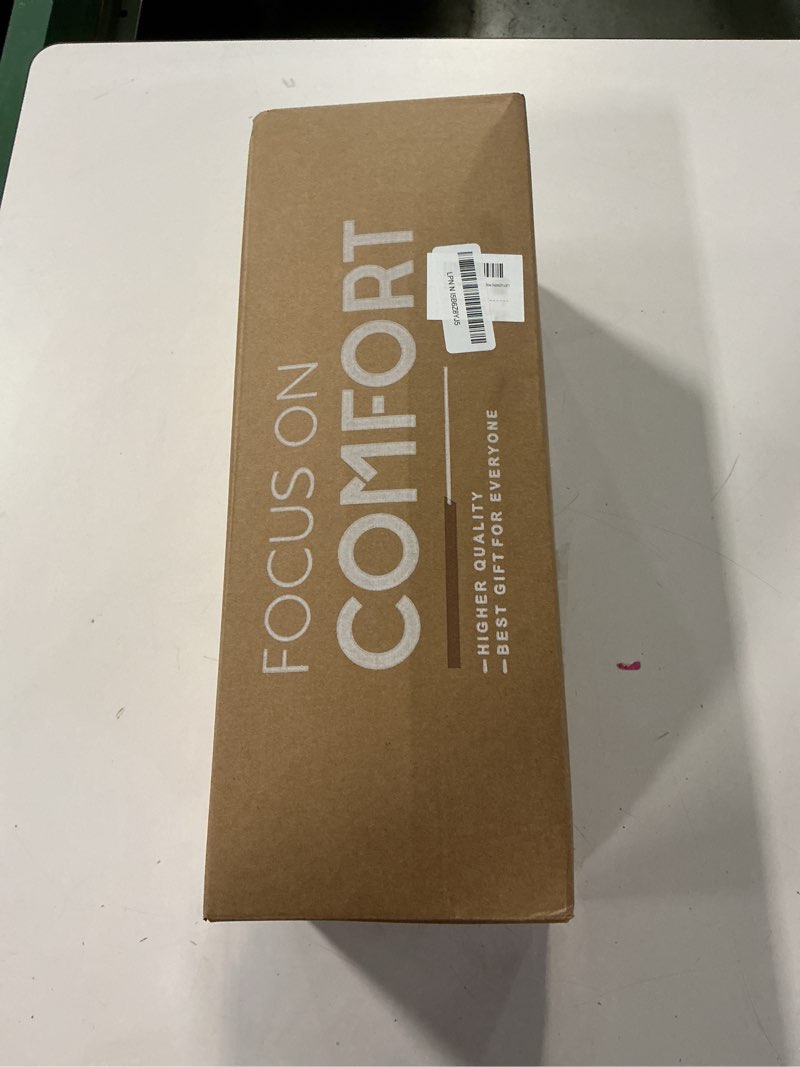 FOCUS ON
COMFORT
—HIGHER QUALITY
—BEST GIFT FOR EVERYONE